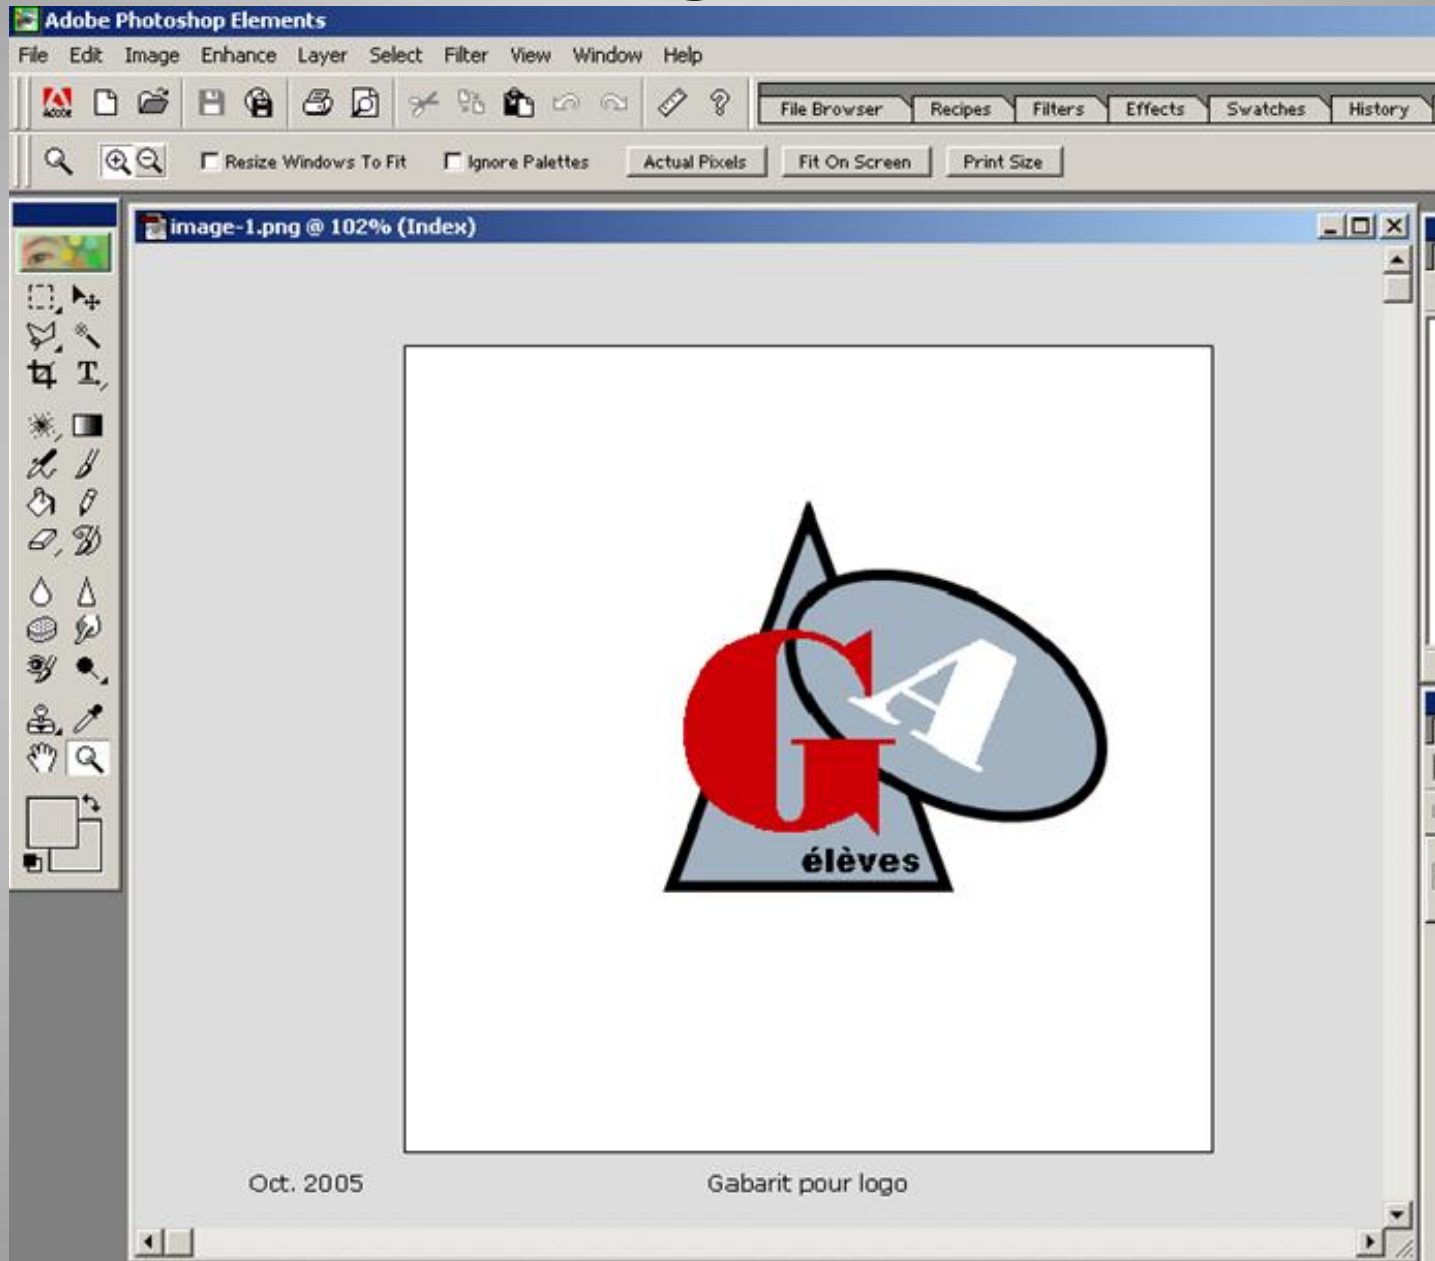 Adobe Photoshop Elements
File Edit Image Enhance Layer Select Filter View Window Help
Adobe
File Browser Recipes Filters Effects Swatches History
Resize Windows To Fit Ignore Palettes Actual Pixels Fit On Screen Print Size
image-1.png @ 102% (Index)
G A
élèves
Oct. 2005 Gabarit pour logo